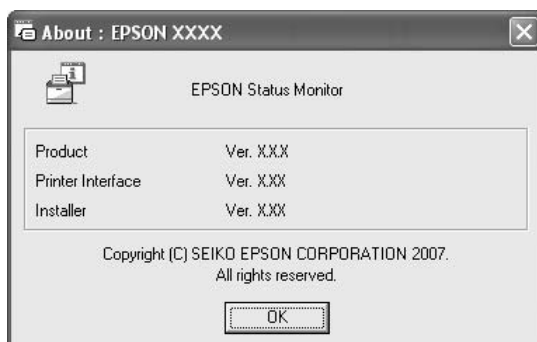 About : EPSON XXXX
EPSON Status Monitor
Product Ver. X.X.X
Printer Interface Ver. X.XX
Installer Ver. X.XX
Copyright (C) SEIKO EPSON CORPORATION 2007.
All rights reserved.
OK